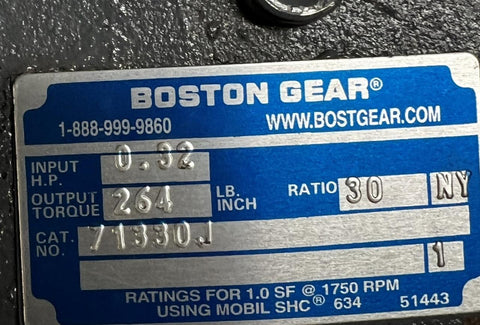 BOSTON GEAR®
1-888-999-9860 WWW.BOSTGEAR.COM
INPUT H.P. 0.32
OUTPUT TORQUE 264 LB. INCH RATIO 30 NY
CAT. NO. 71330J
1
RATINGS FOR 1.0 SF @ 1750 RPM
USING MOBIL SHC® 634 51443